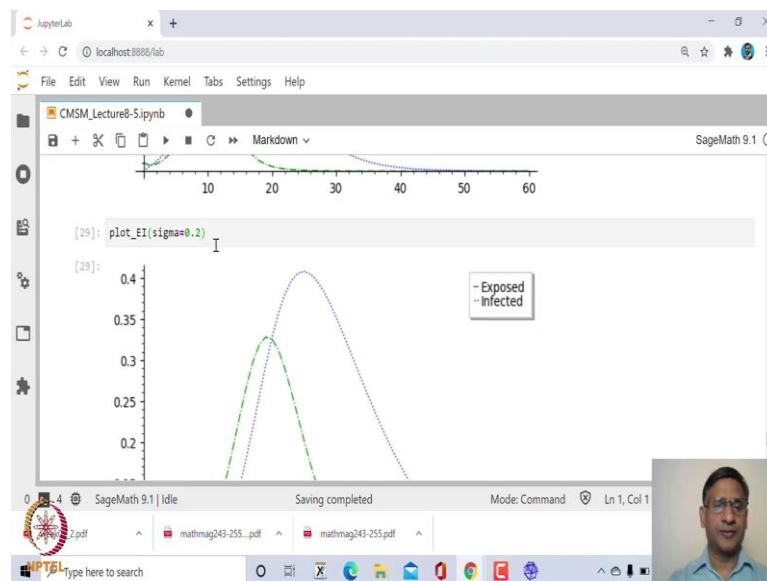 JupyterLab
localhost:8888/lab
File Edit View Run Kernel Tabs Settings Help
CMSM_Lecture8-5.ipynb
Markdown
SageMath 9.1
10 20 30 40 50 60
[29]: plot_EI(sigma=0.2)
[29]:
0.4
Exposed
Infected
0.35
0.3
0.25
0.2
0 4 SageMath 9.1 | Idle Saving completed Mode: Command Ln 1, Col 1
2.pdf mathmag243-255....pdf mathmag243-255.pdf
NPTEL Type here to search